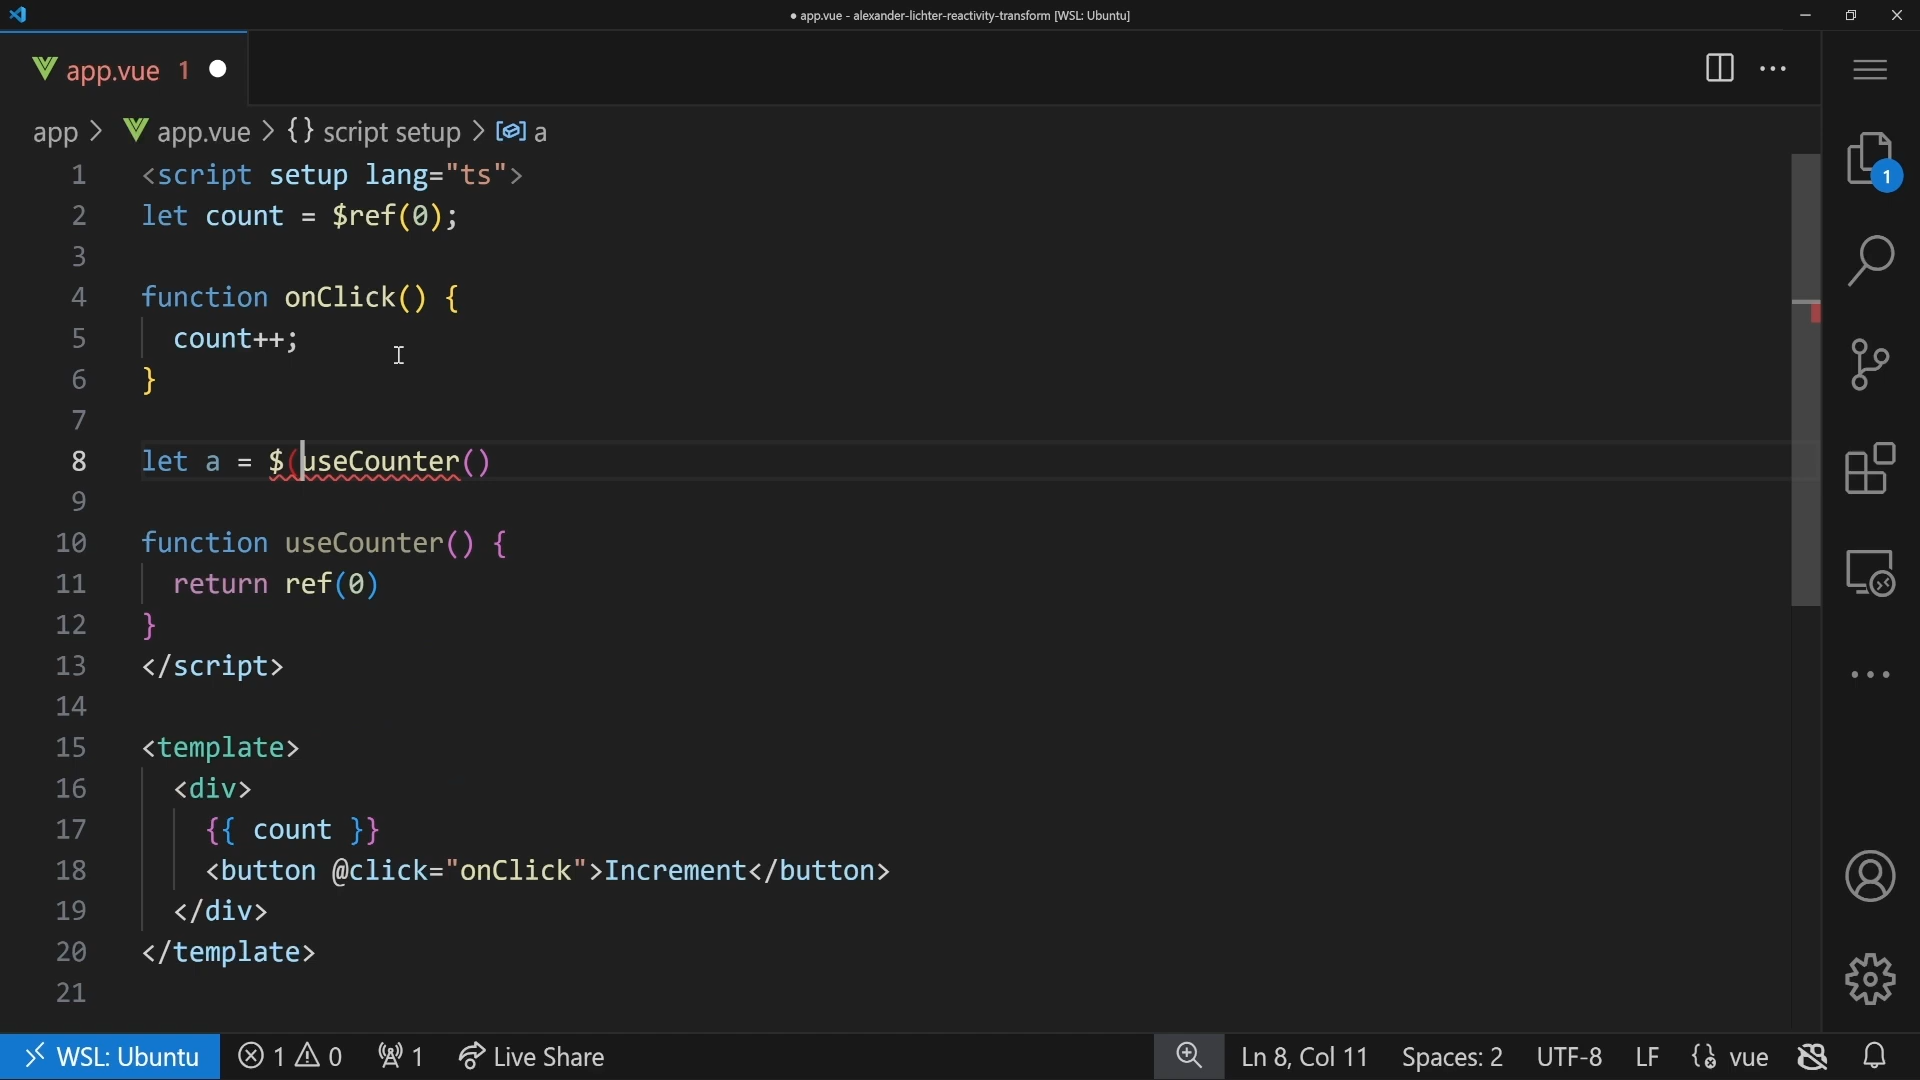 ● app.vue - alexander-lichter-reactivity-transform [WSL: Ubuntu]
app.vue 1 ●
app > app.vue > {} script setup > a
1 <script setup lang="ts">
2 let count = $ref(0);
3
4 function onClick() {
5 count++;
6 }
7
8 let a = $(useCounter()
9
10 function useCounter() {
11 return ref(0)
12 }
13 </script>
14
15 <template>
16 <div>
17 {{ count }}
18 <button @click="onClick">Increment</button>
19 </div>
20 </template>
21
1
WSL: Ubuntu 1 0 1 Live Share Ln 8, Col 11 Spaces: 2 UTF-8 LF vue